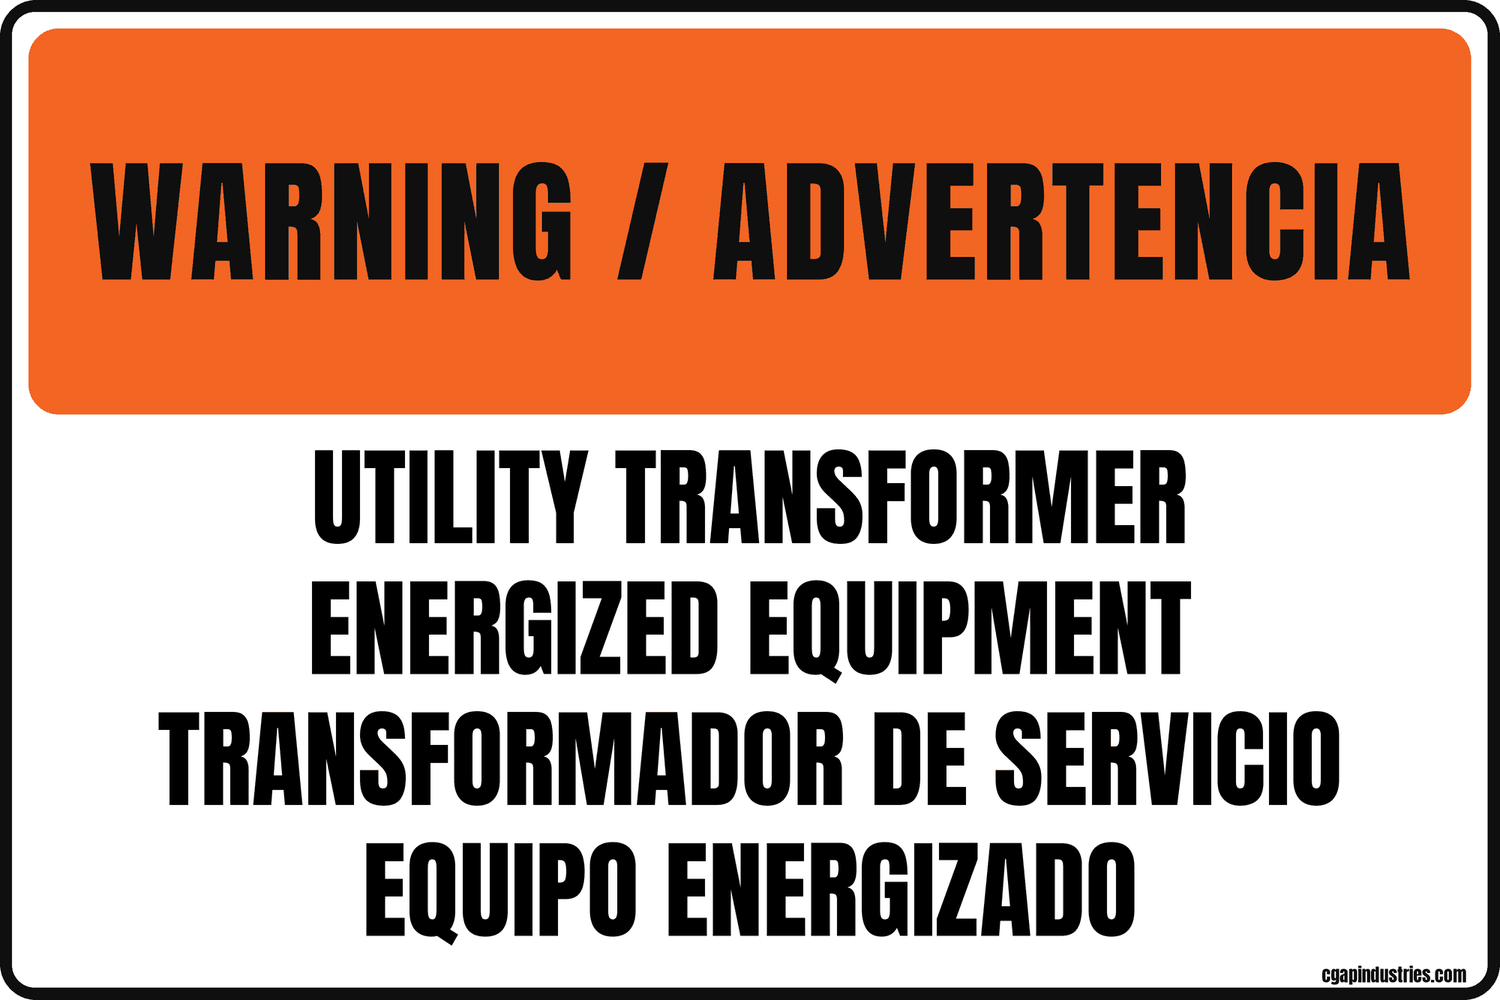 WARNING / ADVERTENCIA
UTILITY TRANSFORMER
ENERGIZED EQUIPMENT
TRANSFORMADOR DE SERVICIO
EQUIPO ENERGIZADO
cgapindustries.com